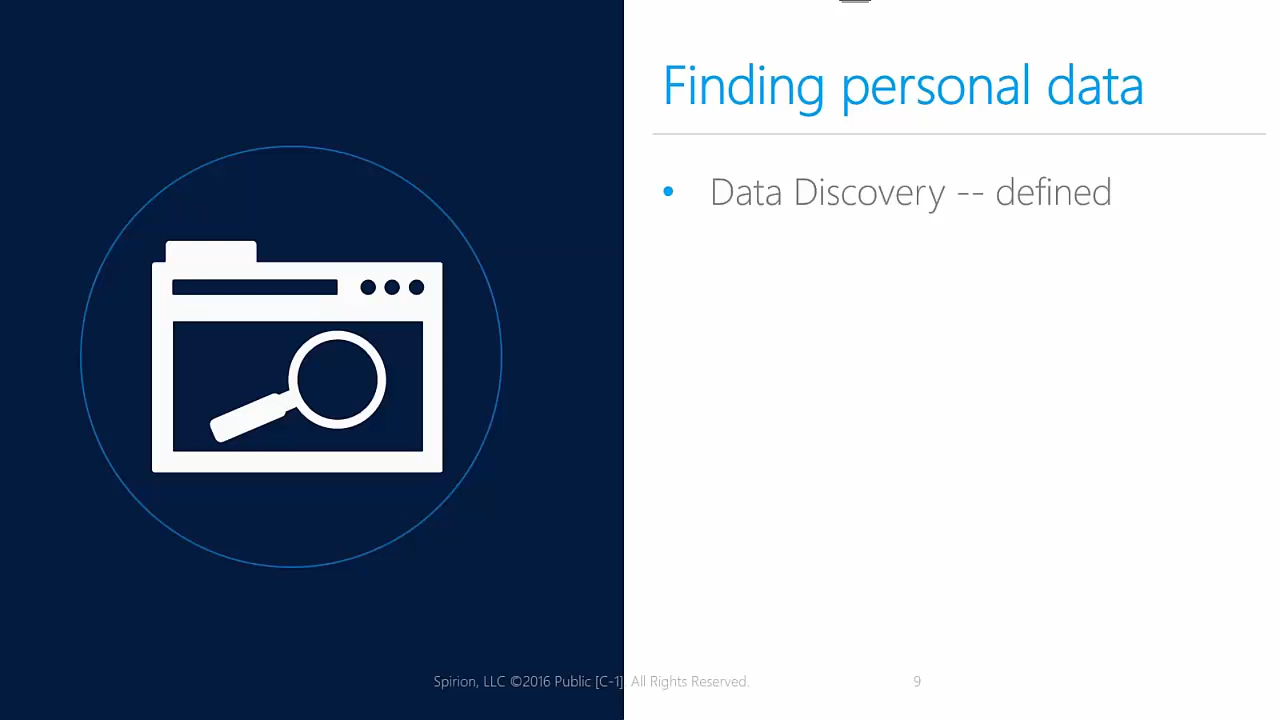 Finding personal data
• Data Discovery -- defined
Spirion, LLC ©2016 Public [C-1] All Rights Reserved.
9